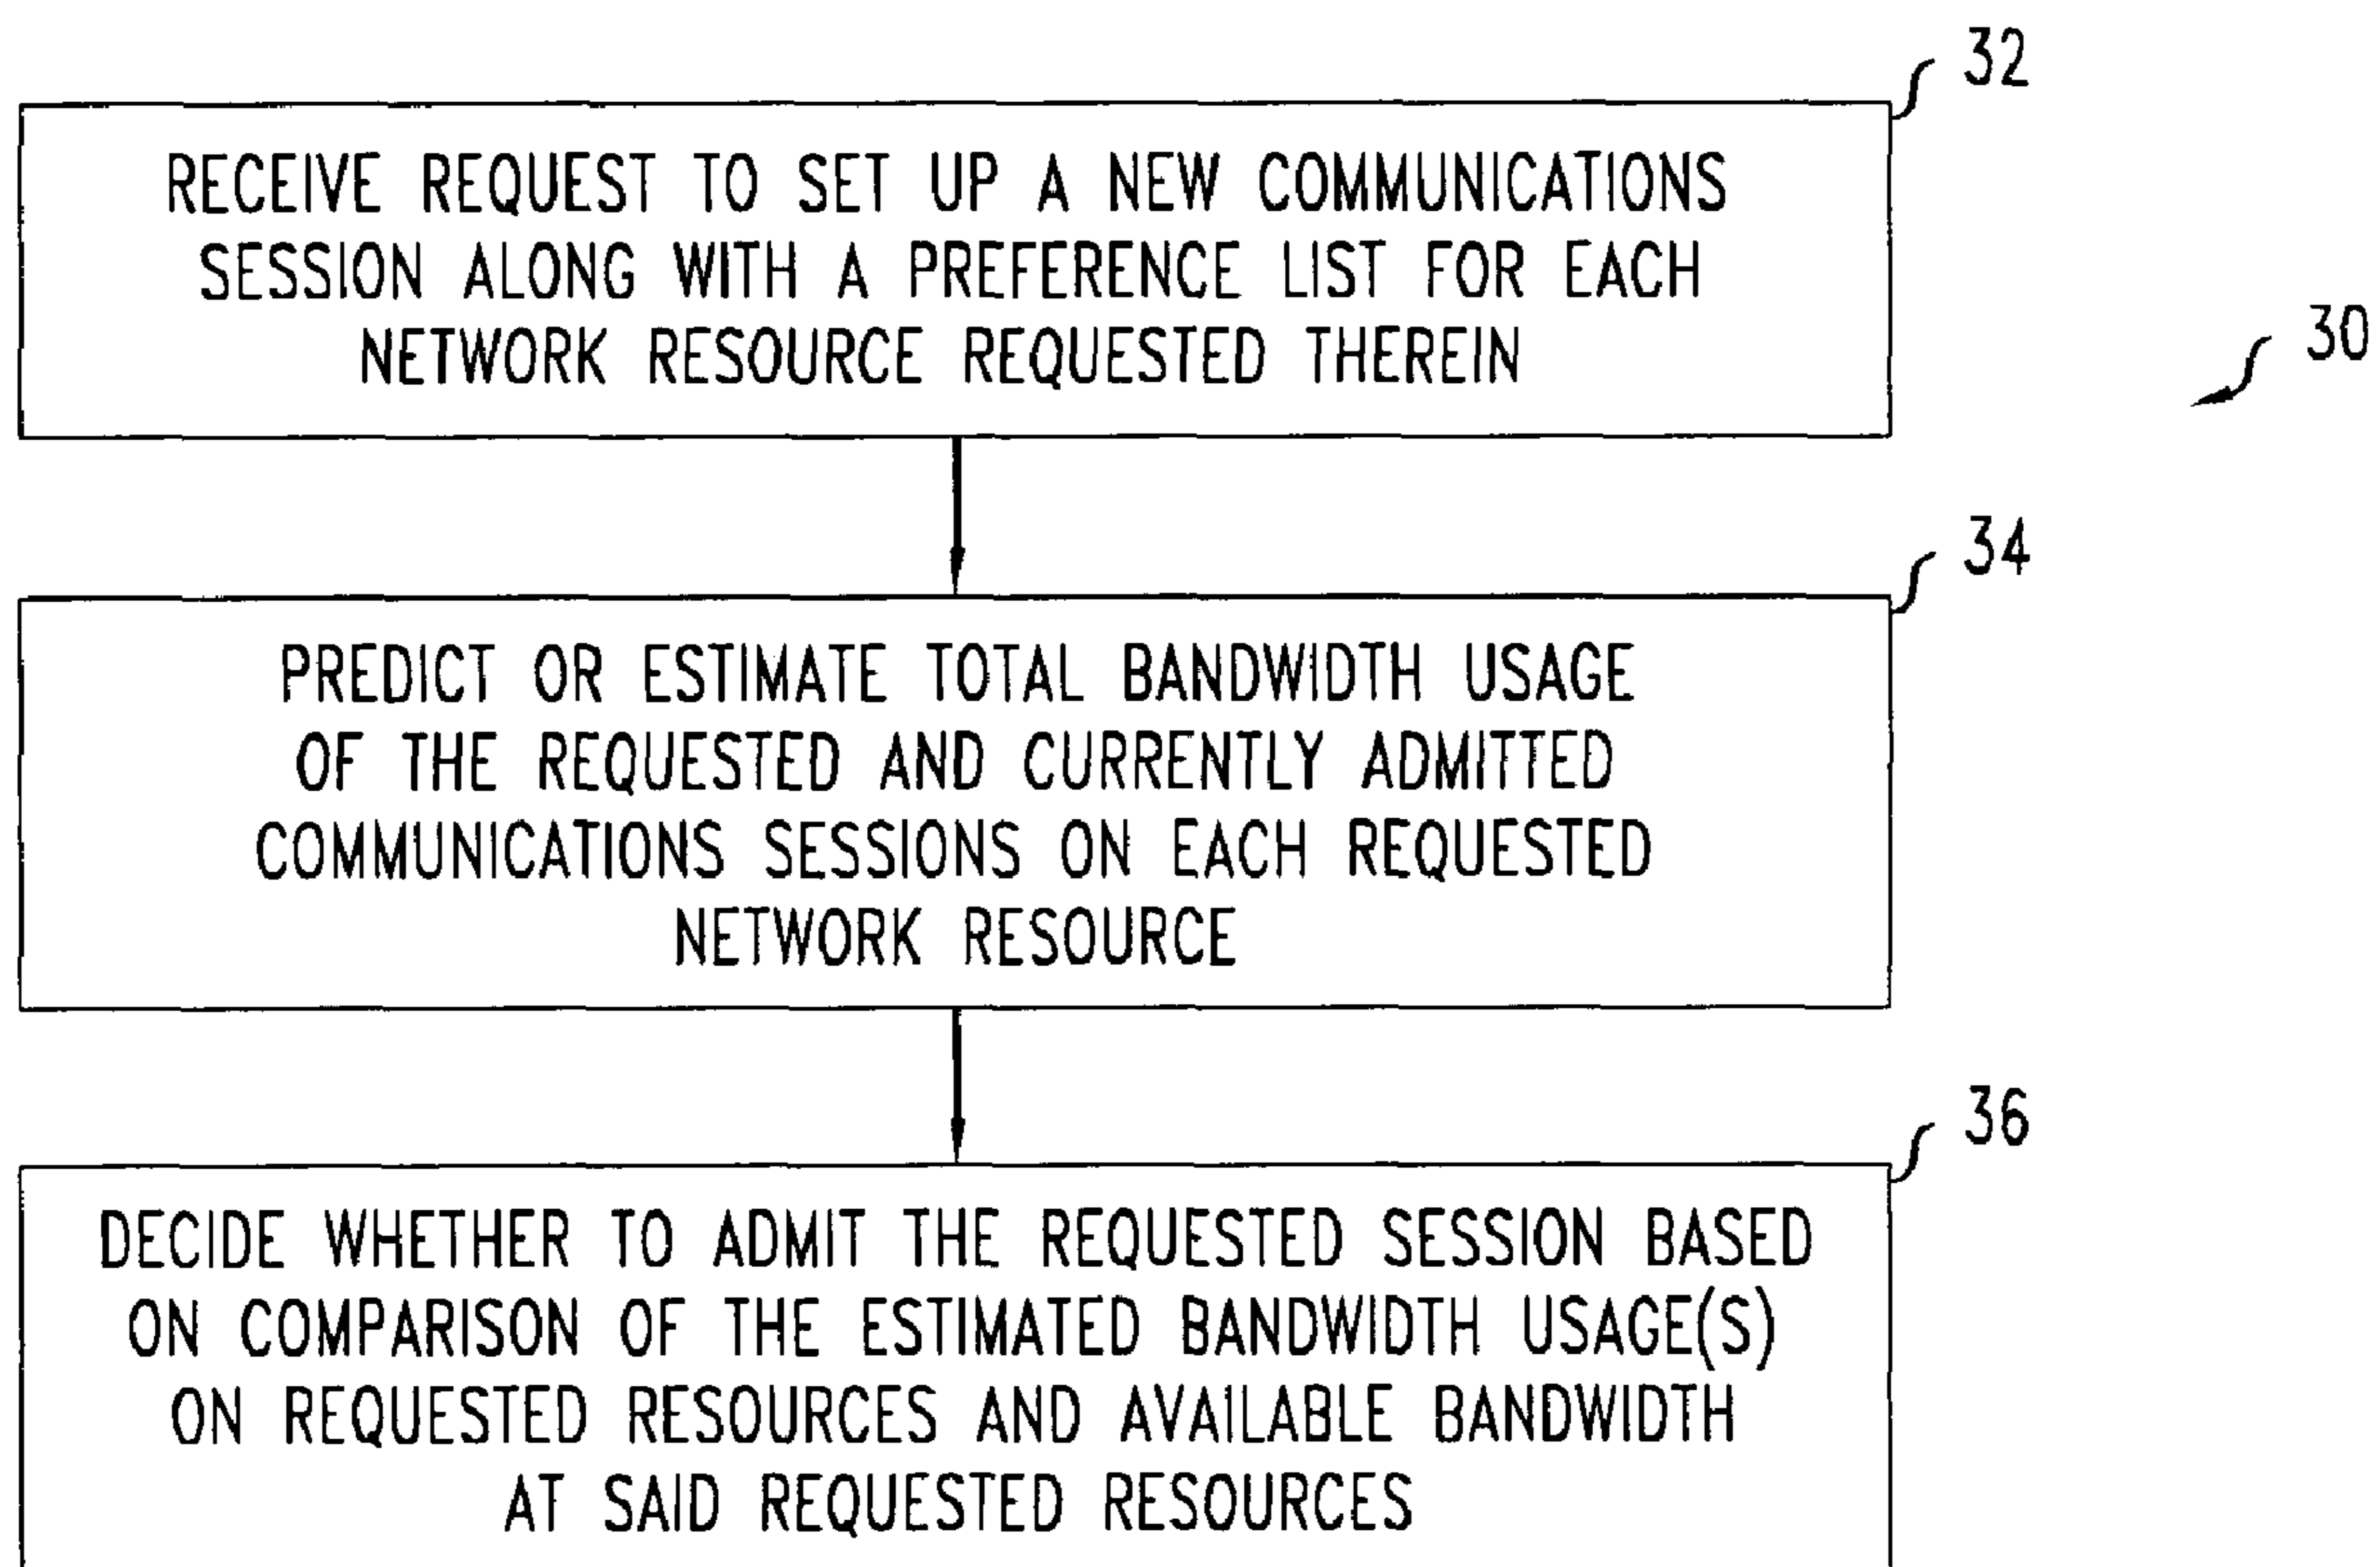 32
RECEIVE REQUEST TO SET UP A NEW COMMUNICATIONS
SESSION ALONG WITH A PREFERENCE LIST FOR EACH
NETWORK RESOURCE REQUESTED THEREIN
30
34
PREDICT OR ESTIMATE TOTAL BANDWIDTH USAGE
OF THE REQUESTED AND CURRENTLY ADMITTED
COMMUNICATIONS SESSIONS ON EACH REQUESTED
NETWORK RESOURCE
36
DECIDE WHETHER TO ADMIT THE REQUESTED SESSION BASED
ON COMPARISON OF THE ESTIMATED BANDWIDTH USAGE(S)
ON REQUESTED RESOURCES AND AVAILABLE BANDWIDTH
AT SAID REQUESTED RESOURCES